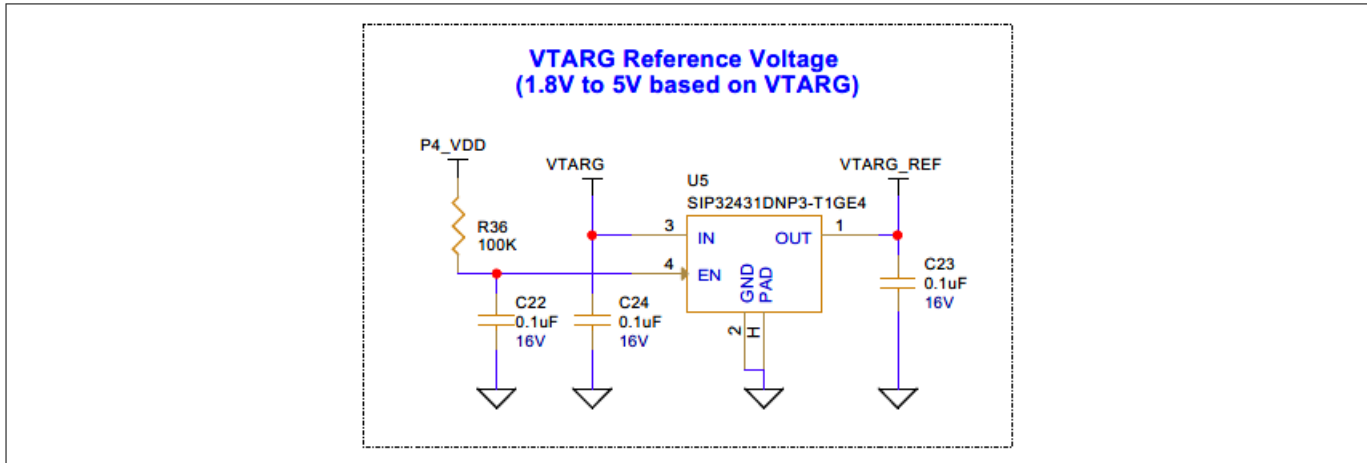 VTARG Reference Voltage
(1.8V to 5V based on VTARG)
P4_VDD
VTARG
VTARG_REF
U5
SIP32431DNP3-T1GE4
R36
100K
3
IN
OUT
1
4
EN
GND
PAD
2
H
C22
0.1uF
16V
C24
0.1uF
16V
C23
0.1uF
16V